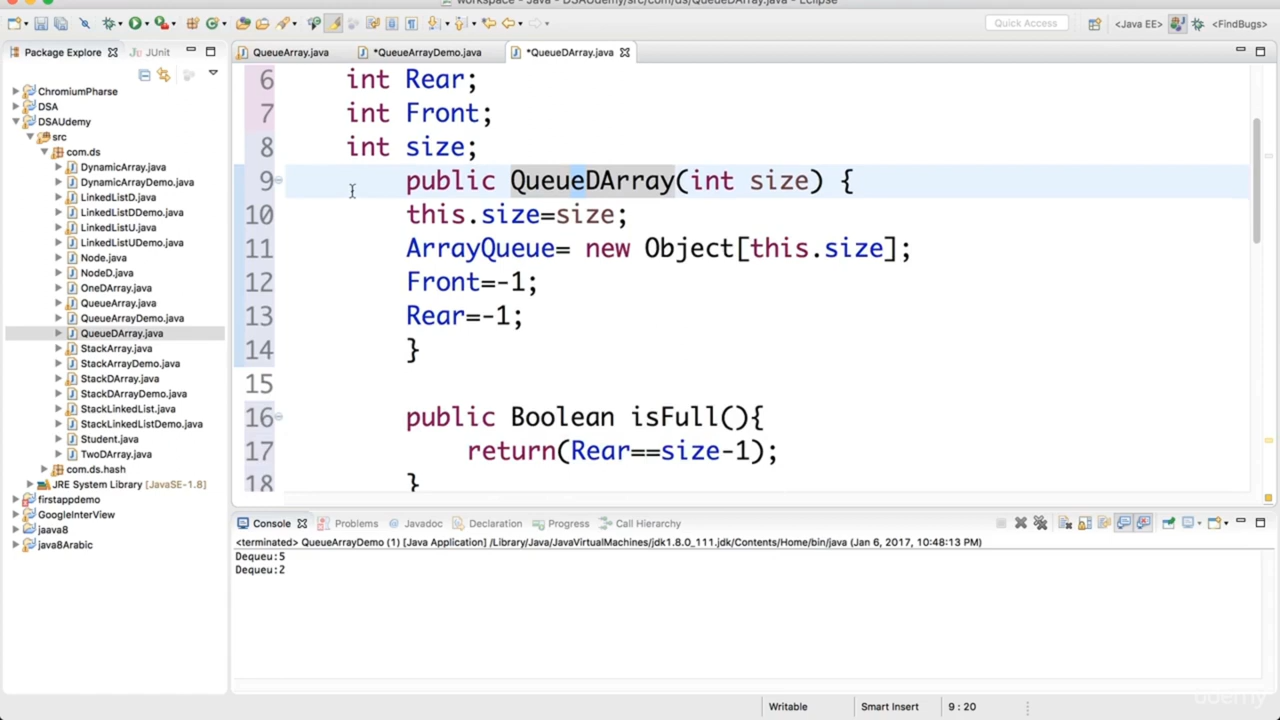 workspace - Java - DSAUdemy/src/com/ds/QueueDArray.java - Eclipse
Quick Access
<Java EE>
<FindBugs>
Package Explorer
JUnit
QueueArray.java
*QueueArrayDemo.java
*QueueDArray.java
ChromiumPharse
DSA
DSAUdemy
src
com.ds
DynamicArray.java
DynamicArrayDemo.java
LinkedListD.java
LinkedListDDemo.java
LinkedListU.java
LinkedListUDemo.java
Node.java
NodeD.java
OneDArray.java
QueueArray.java
QueueArrayDemo.java
QueueDArray.java
StackArray.java
StackArrayDemo.java
StackDArray.java
StackDArrayDemo.java
StackLinkedList.java
StackLinkedListDemo.java
Student.java
TwoDArray.java
com.ds.hash
JRE System Library [JavaSE-1.8]
firstappdemo
GoogleInterView
jaava8
java8Arabic
6 int Rear;
7 int Front;
8 int size;
9 public QueueDArray(int size) {
10 this.size=size;
11 ArrayQueue= new Object[this.size];
12 Front=-1;
13 Rear=-1;
14 }
15
16 public Boolean isFull(){
17 return(Rear==size-1);
18 }
Console
Problems
Javadoc
Declaration
Progress
Call Hierarchy
<terminated> QueueArrayDemo (1) [Java Application] /Library/Java/JavaVirtualMachines/jdk1.8.0_111.jdk/Contents/Home/bin/java (Jan 6, 2017, 10:48:13 PM)
Dequeu:5
Dequeu:2
Writable
Smart Insert
9 : 20
udemy